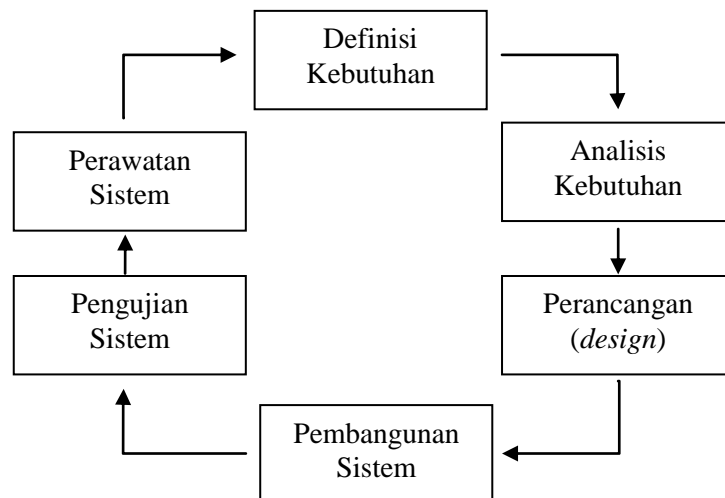 Definisi
Kebutuhan
Analisis
Kebutuhan
Perancangan
(design)
Pembangunan
Sistem
Pengujian
Sistem
Perawatan
Sistem